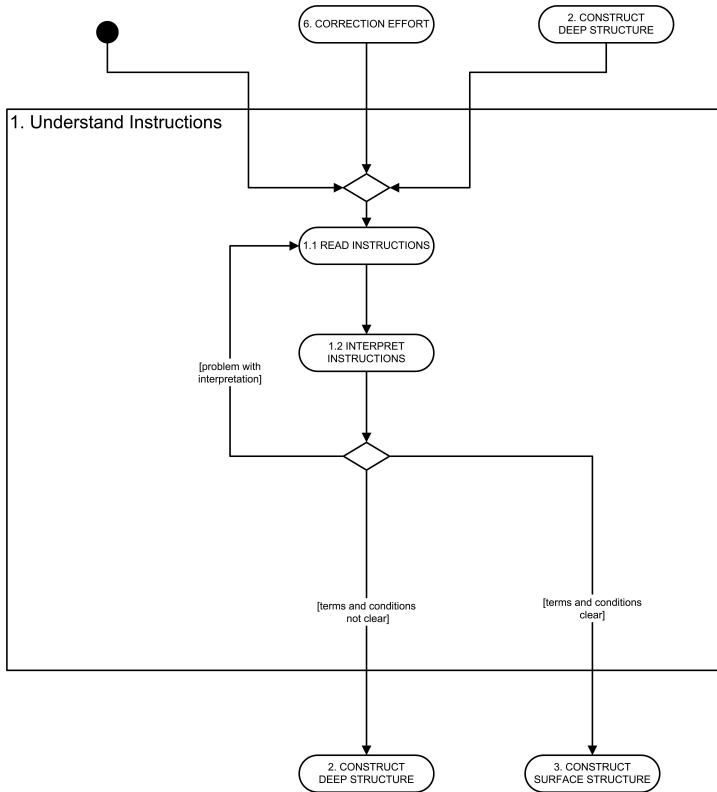 6. CORRECTION EFFORT
2. CONSTRUCT
DEEP STRUCTURE
1. Understand Instructions
1.1 READ INSTRUCTIONS
1.2 INTERPRET
INSTRUCTIONS
[problem with
interpretation]
[terms and conditions
not clear]
[terms and conditions
clear]
2. CONSTRUCT
DEEP STRUCTURE
3. CONSTRUCT
SURFACE STRUCTURE